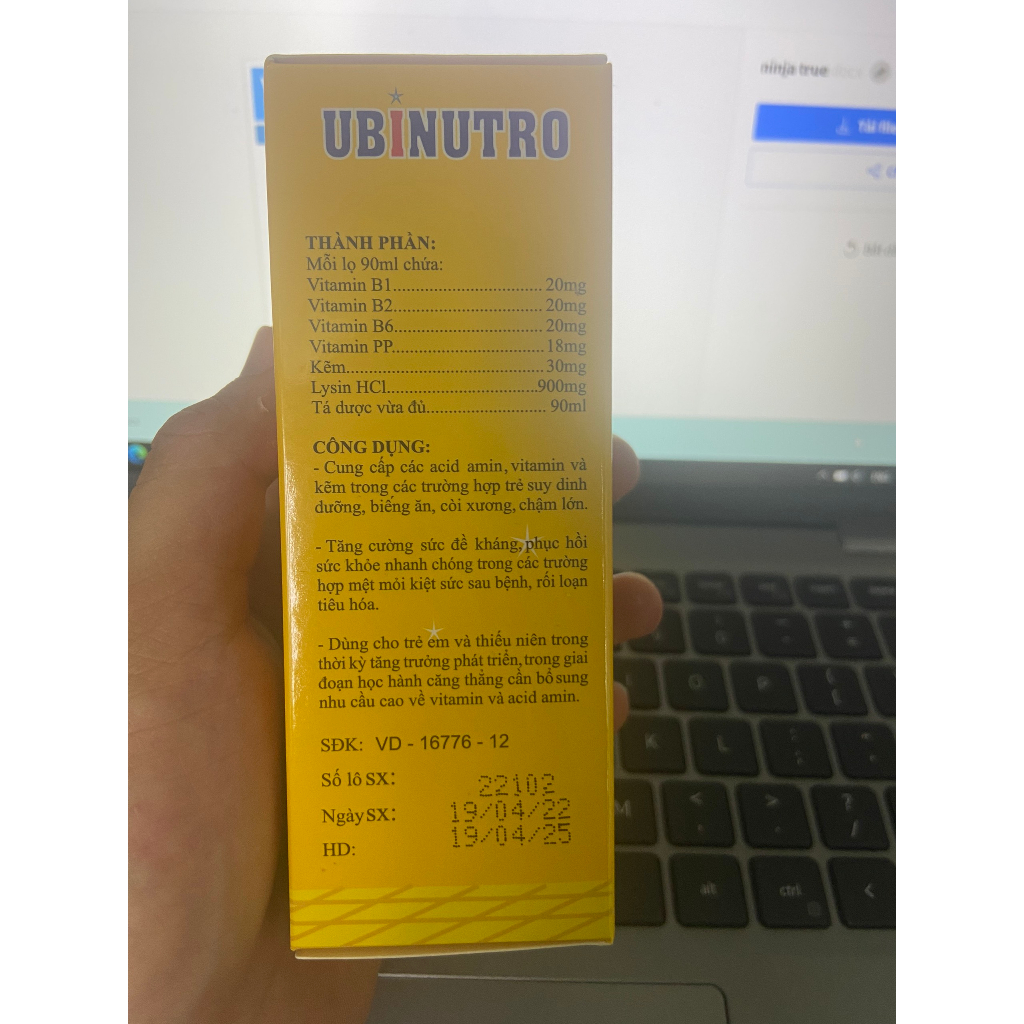 ninja true
UBINUTRO
THÀNH PHẦN:
Mỗi lọ 90ml chứa:
Vitamin B1.................................. 20mg
Vitamin B2.................................. 20mg
Vitamin B6.................................. 20mg
Vitamin PP................................... 18mg
Kẽm............................................. 30mg
Lysin HCl...................................900mg
Tá dược vừa đủ........................... 90ml
CÔNG DỤNG:
- Cung cấp các acid amin, vitamin và
kẽm trong các trường hợp trẻ suy dinh
dưỡng, biếng ăn, còi xương, chậm lớn.
- Tăng cường sức đề kháng, phục hồi
sức khỏe nhanh chóng trong các trường
hợp mệt mỏi kiệt sức sau bệnh, rối loạn
tiêu hóa.
- Dùng cho trẻ em và thiếu niên trong
thời kỳ tăng trưởng phát triển, trong giai
đoạn học hành căng thẳng cần bổ sung
nhu cầu cao về vitamin và acid amin.
SĐK: VD - 16776 - 12
Số lô SX: 22102
Ngày SX: 19/04/22
HD: 19/04/25
O P
K L
M < > ? /
alt ctrl <